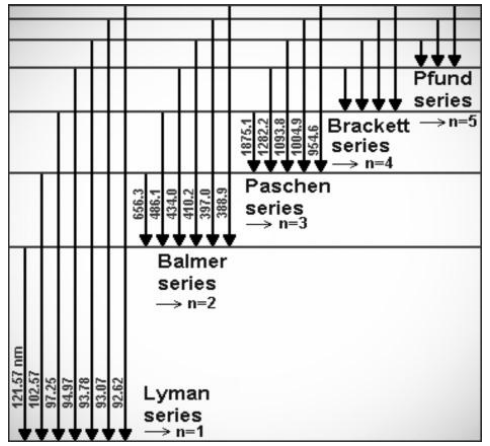 Pfund
series
→ n=5
Brackett
series
→ n=4
1875.1
1282.2
1093.8
1004.9
954.6
Paschen
series
→ n=3
656.3
486.1
434.0
410.2
397.0
388.9
Balmer
series
→ n=2
121.57 nm
102.57
97.25
94.97
93.78
93.07
92.62
Lyman
series
→ n=1